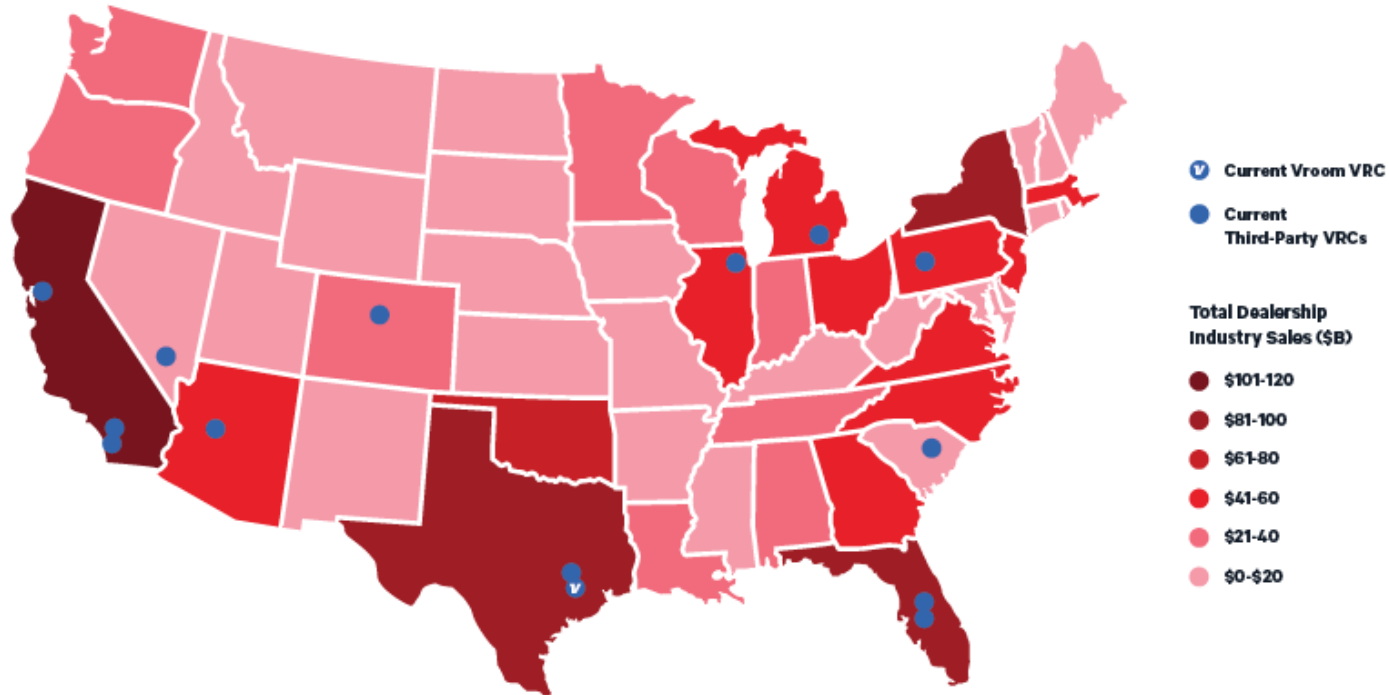 V Current Vroom VRC
Current
Third-Party VRCs
Total Dealership
Industry Sales ($B)
$101-120
$81-100
$61-80
$41-60
$21-40
$0-$20
V